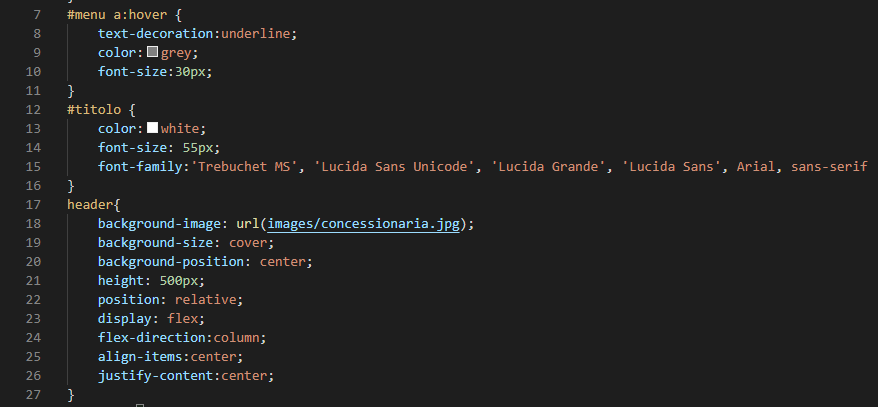 7 #menu a:hover {
8 text-decoration:underline;
9 color:grey;
10 font-size:30px;
11 }
12 #titolo {
13 color:white;
14 font-size: 55px;
15 font-family:'Trebuchet MS', 'Lucida Sans Unicode', 'Lucida Grande', 'Lucida Sans', Arial, sans-serif
16 }
17 header{
18 background-image: url(images/concessionaria.jpg);
19 background-size: cover;
20 background-position: center;
21 height: 500px;
22 position: relative;
23 display: flex;
24 flex-direction:column;
25 align-items:center;
26 justify-content:center;
27 }